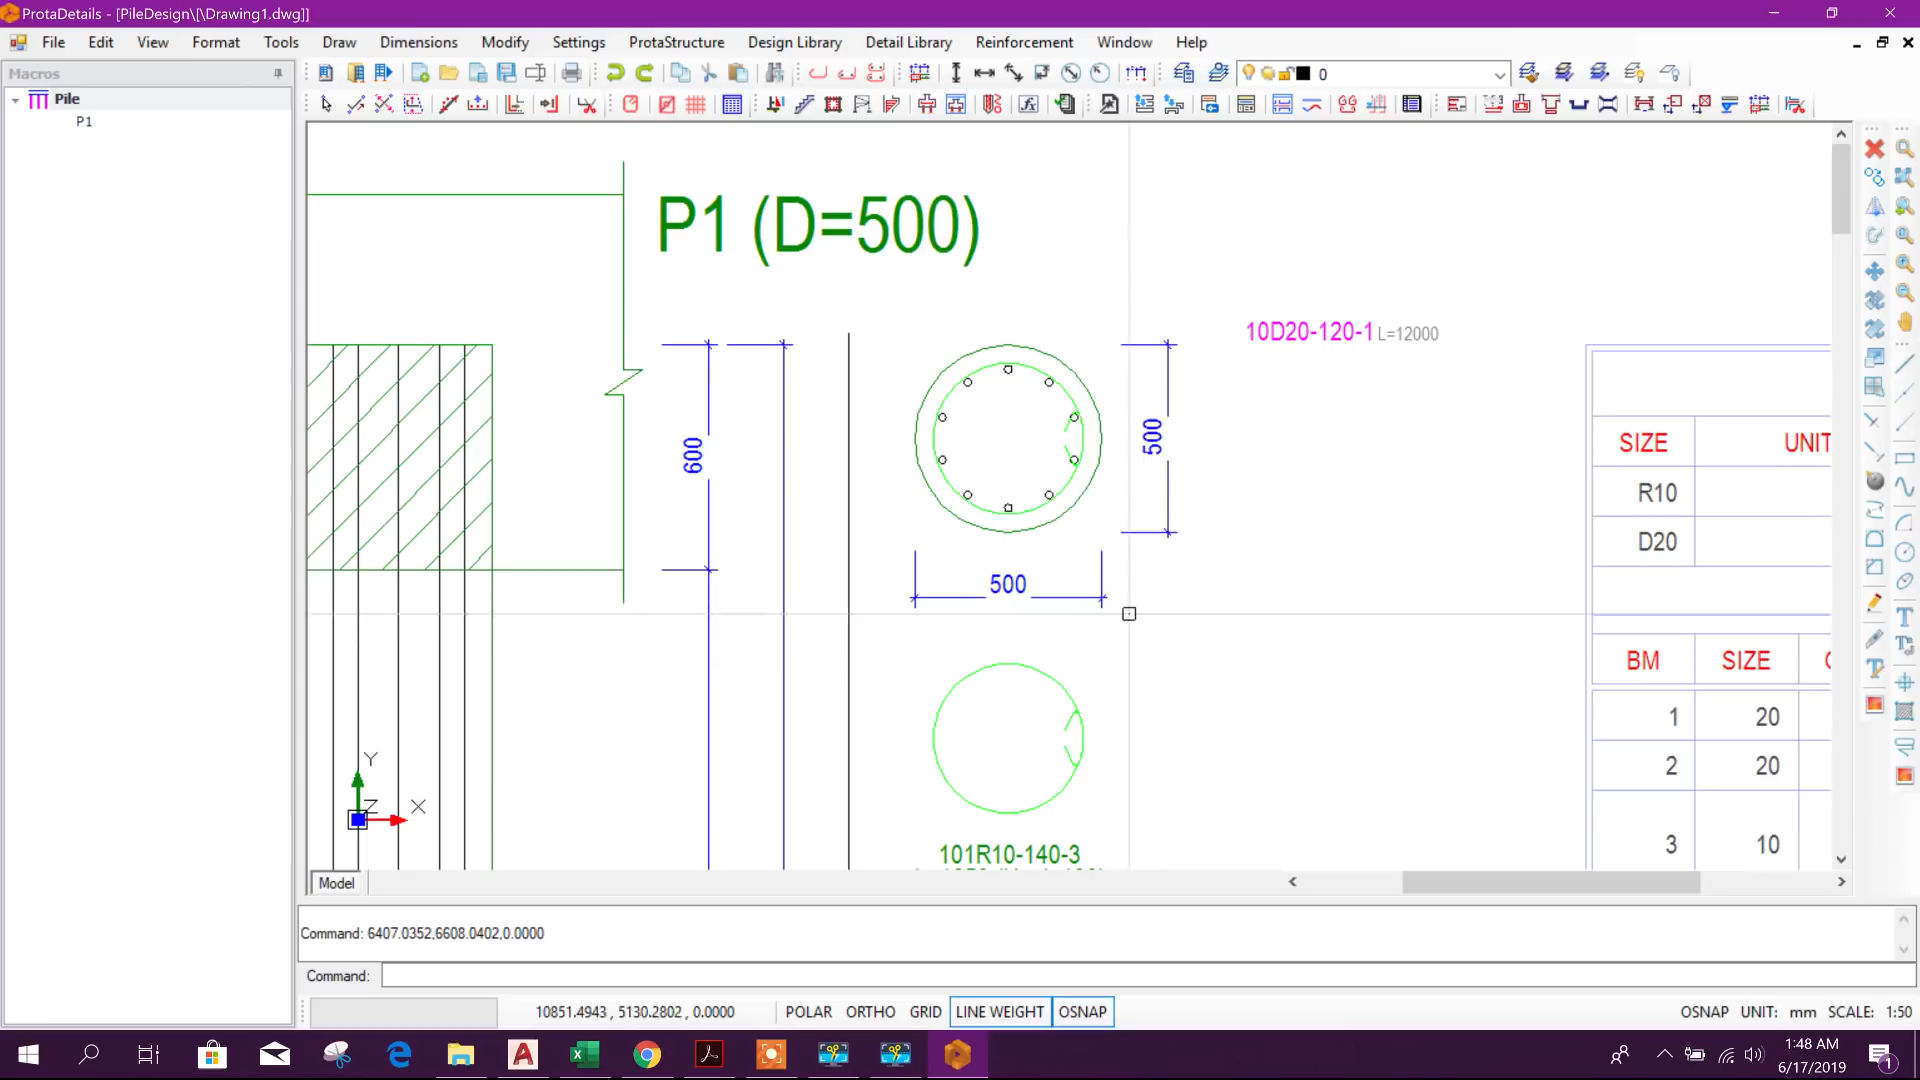 ProtaDetails - [PileDesign\[\Drawing1.dwg]]
File Edit View Format Tools Draw Dimensions Modify Settings ProtaStructure Design Library Detail Library Reinforcement Window Help
Macros
0
Pile
P1
P1 (D=500)
10D20-120-1 L=12000
600
500
500
SIZE UNIT
R10
D20
BM SIZE
1 20
2 20
3 10
Y
Z X
101R10-140-3
Model
Command: 6407.0352,6608.0402,0.0000
Command:
10851.4943 , 5130.2802 , 0.0000 POLAR ORTHO GRID LINE WEIGHT OSNAP OSNAP UNIT: mm SCALE: 1:50
1:48 AM
6/17/2019
1